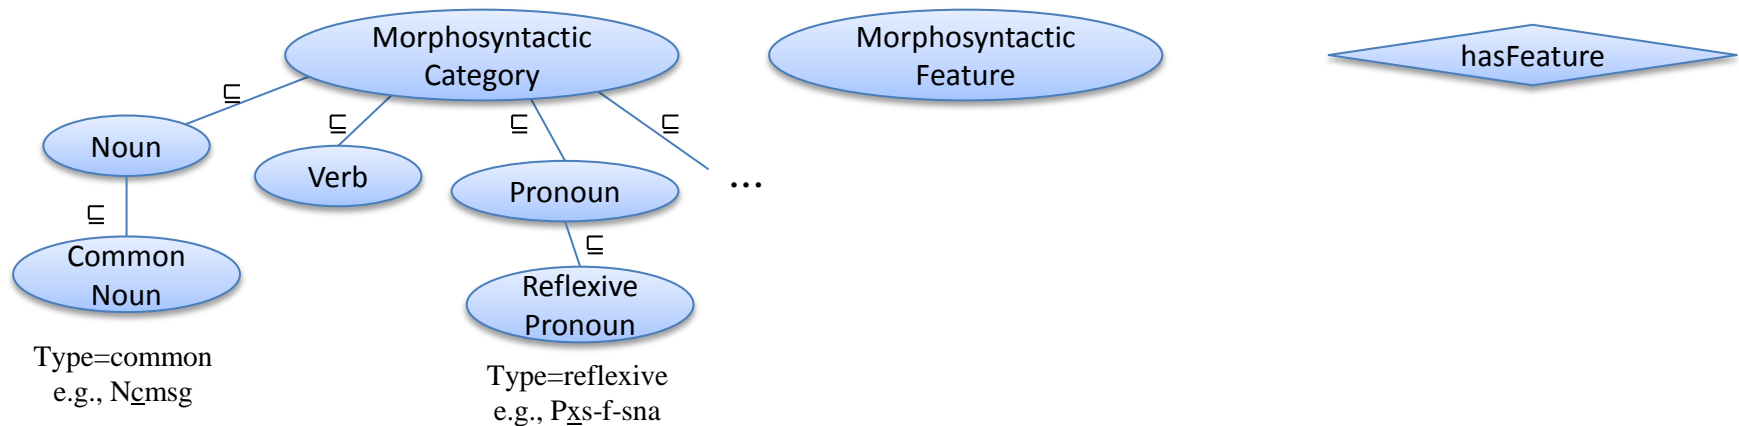 Morphosyntactic
Category
Morphosyntactic
Feature
hasFeature
⊑
⊑
⊑
⊑
Noun
Verb
Pronoun
...
⊑
⊑
Common
Noun
Reflexive
Pronoun
Type=common
e.g., Ncmsg
Type=reflexive
e.g., Pxs-f-sna